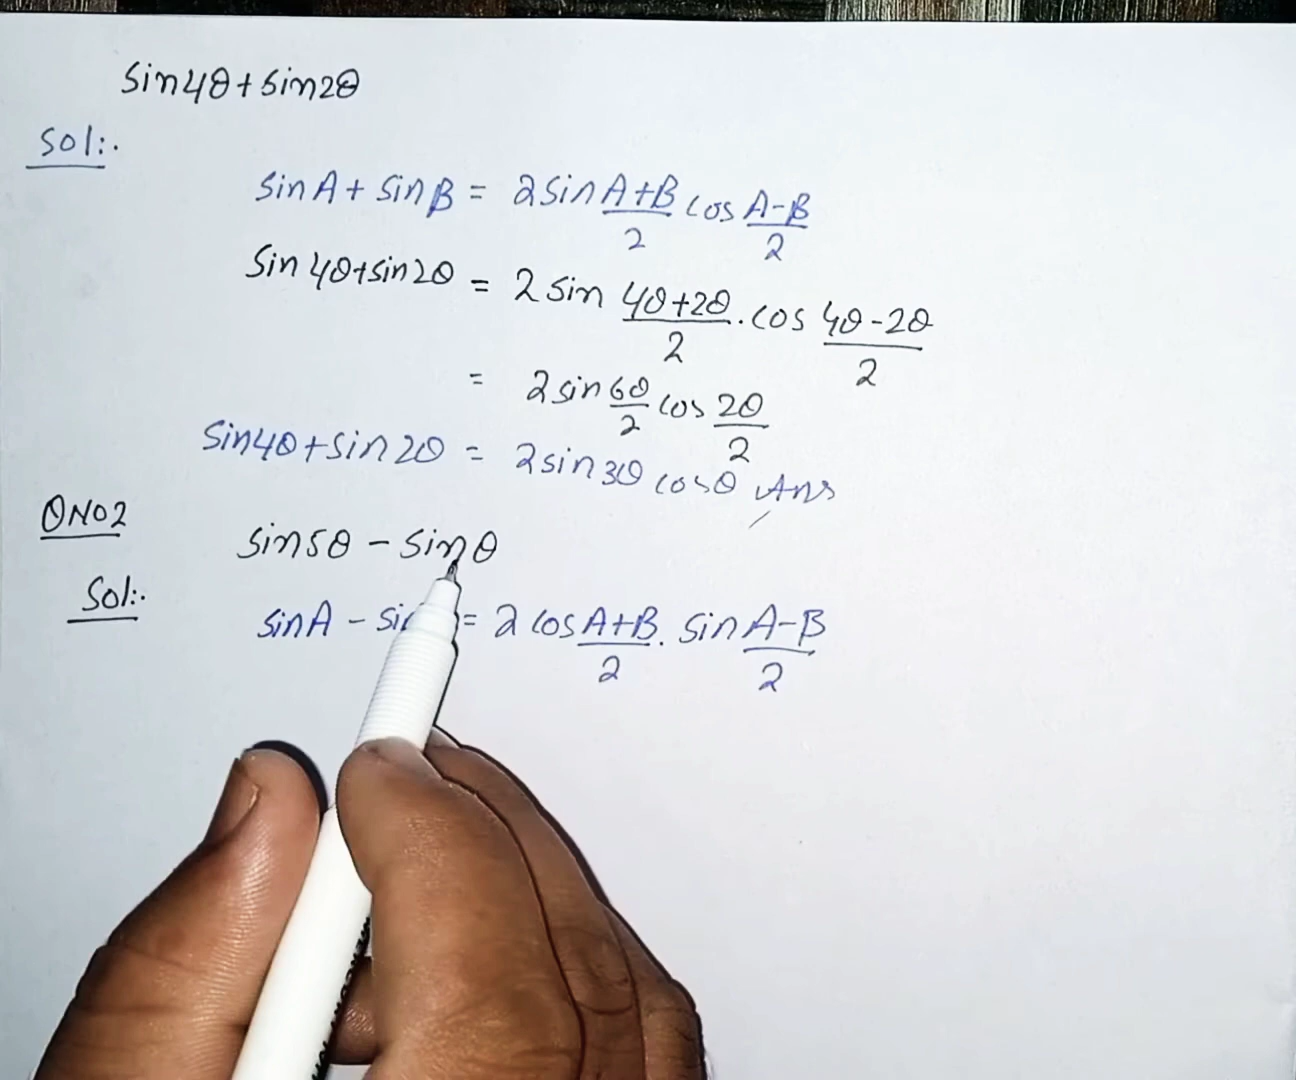 sin4θ+sin2θ
Sol:.
sinA+sinB = 2sin A+B/2 cos A-B/2
sin4θ+sin2θ = 2sin 4θ+2θ/2 . cos 4θ-2θ/2
= 2sin 6θ/2 cos 2θ/2
sin4θ+sin2θ = 2sin3θ cosθ Ans
QNO2 sin5θ - sinθ
Sol:. sinA - = 2cos A+B/2 . sin A-B/2